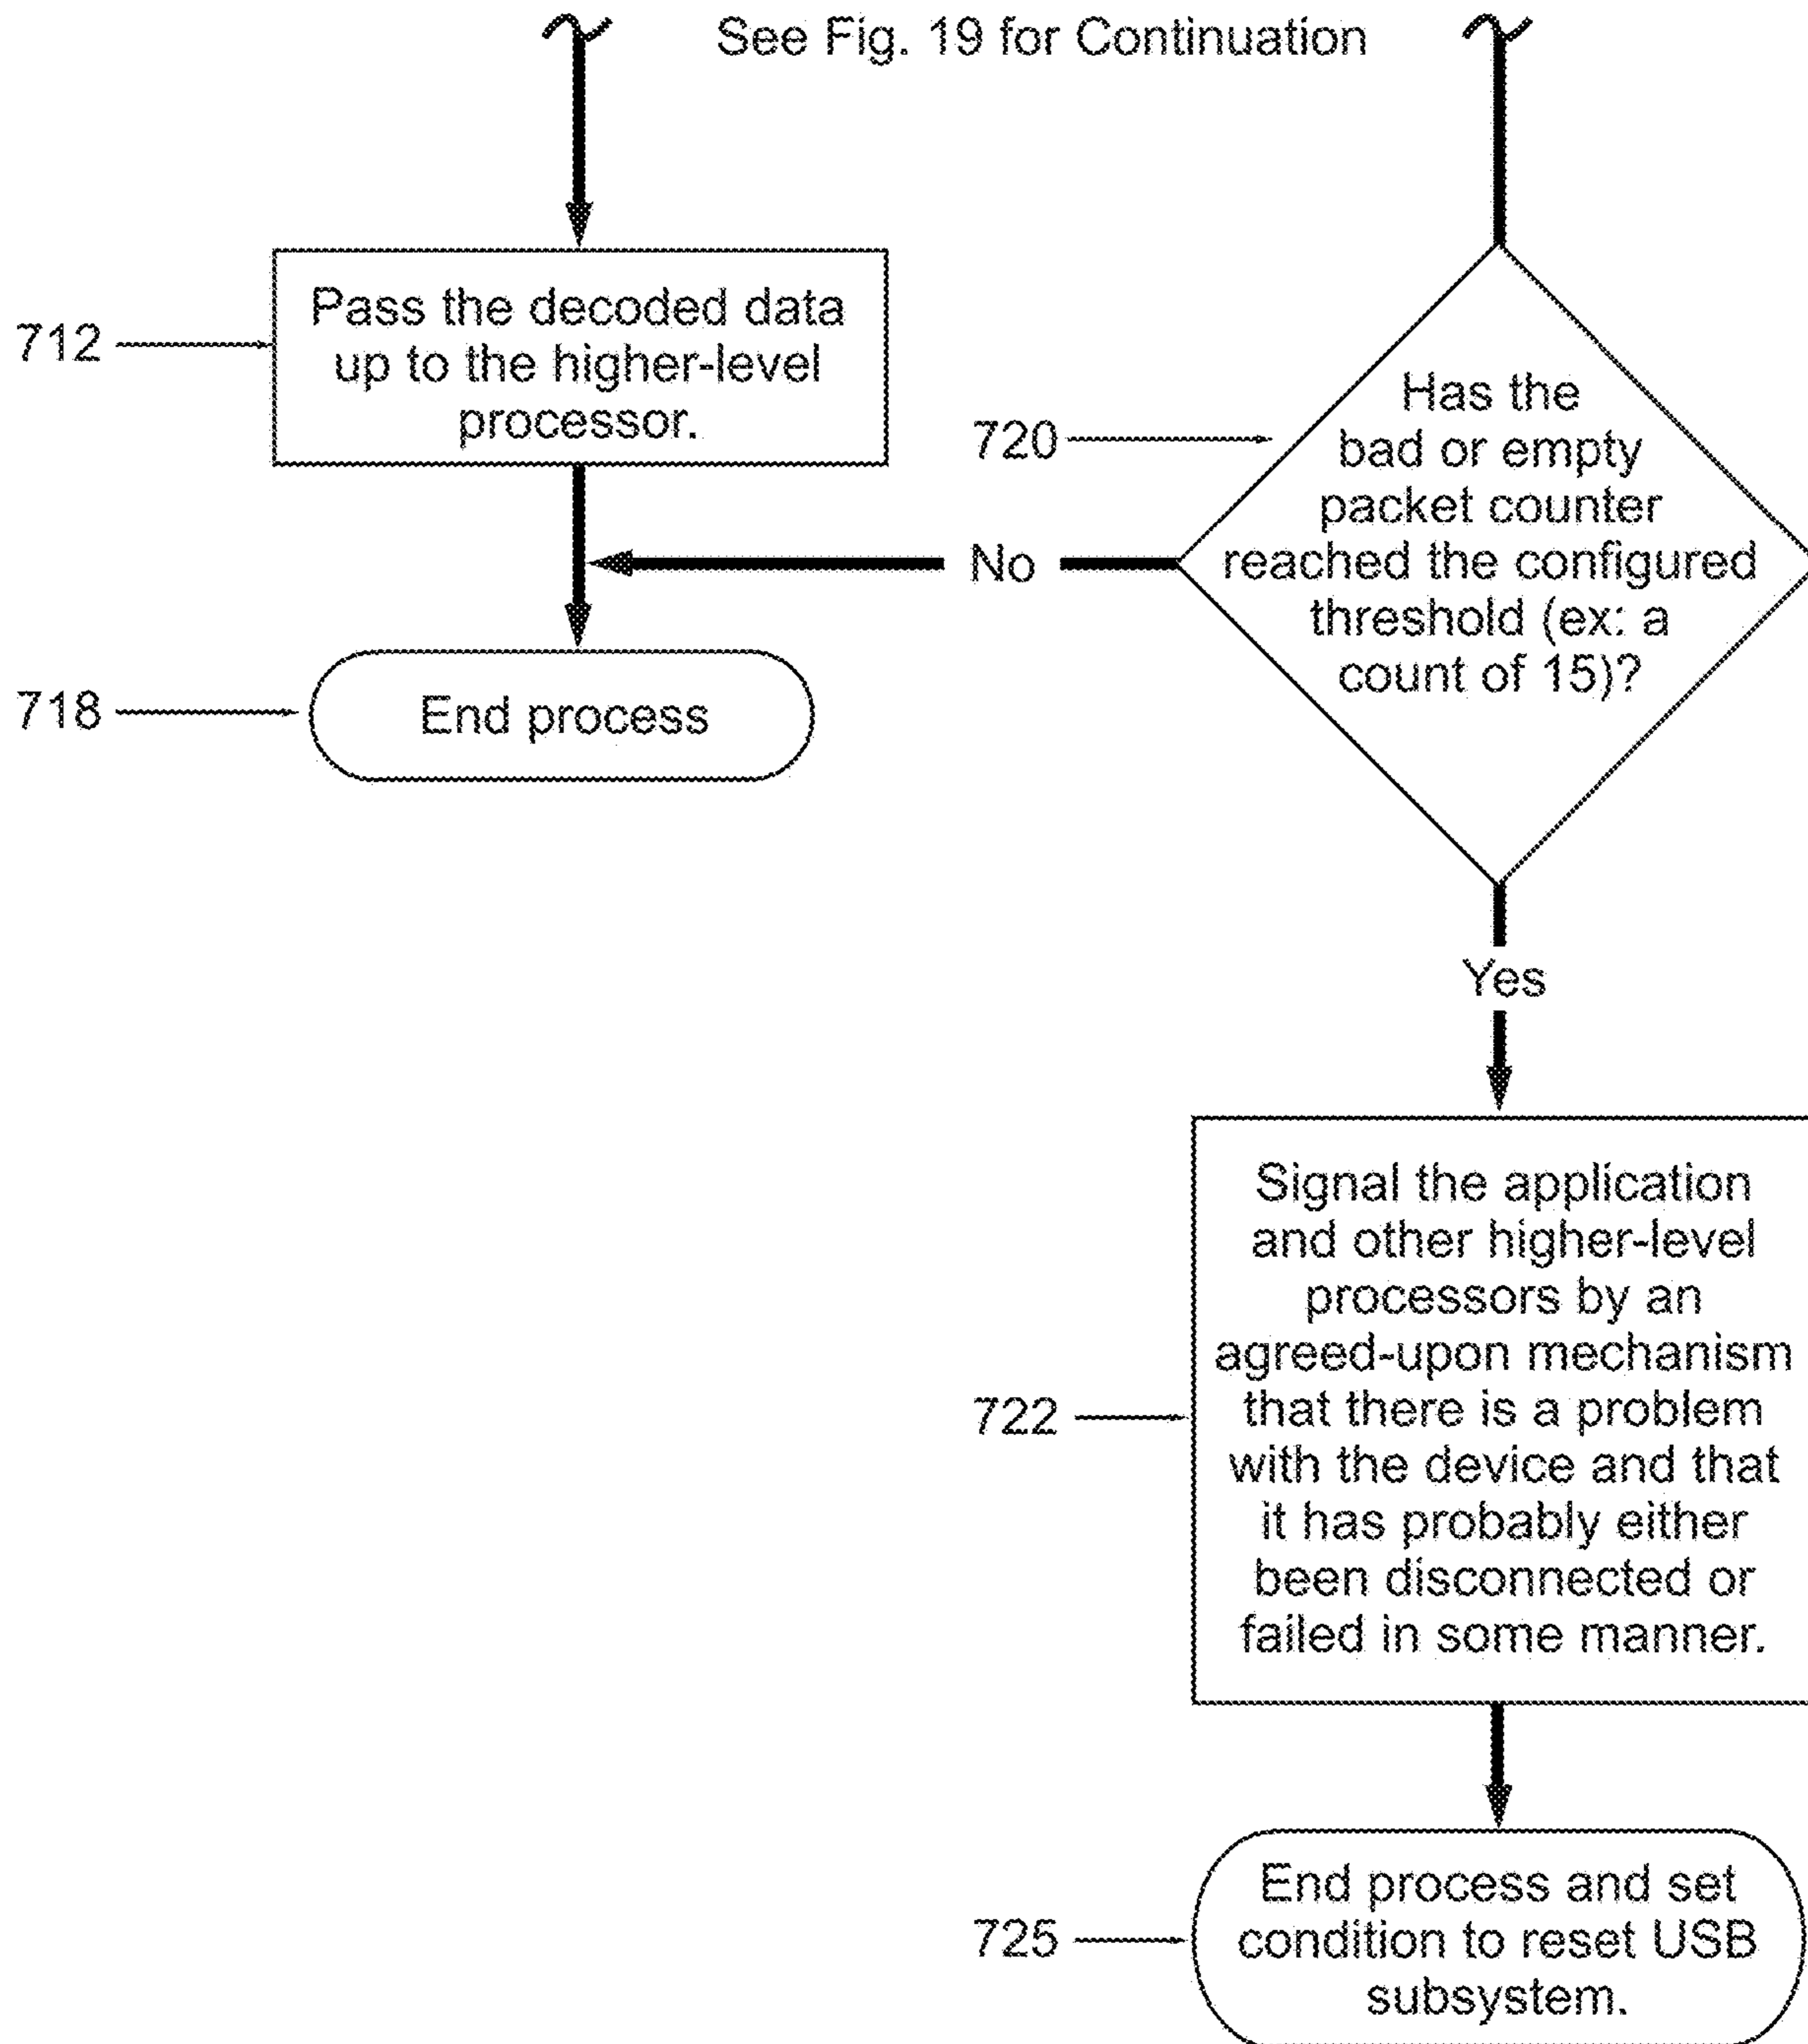 See Fig. 19 for Continuation
712
Pass the decoded data
up to the higher-level
processor.
720
Has the
bad or empty
packet counter
reached the configured
threshold (ex: a
count of 15)?
No
718
End process
Yes
722
Signal the application
and other higher-level
processors by an
agreed-upon mechanism
that there is a problem
with the device and that
it has probably either
been disconnected or
failed in some manner.
725
End process and set
condition to reset USB
subsystem.